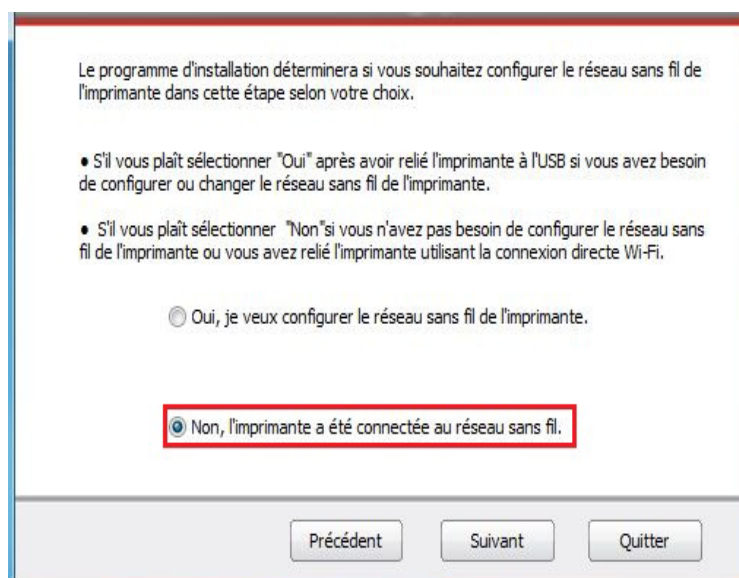 Le programme d'installation déterminera si vous souhaitez configurer le réseau sans fil de
l'imprimante dans cette étape selon votre choix.
● S'il vous plaît sélectionner "Oui" après avoir relié l'imprimante à l'USB si vous avez besoin
de configurer ou changer le réseau sans fil de l'imprimante.
● S'il vous plaît sélectionner "Non"si vous n'avez pas besoin de configurer le réseau sans
fil de l'imprimante ou vous avez relié l'imprimante utilisant la connexion directe Wi-Fi.
Oui, je veux configurer le réseau sans fil de l'imprimante.
Non, l'imprimante a été connectée au réseau sans fil.
Précédent Suivant Quitter